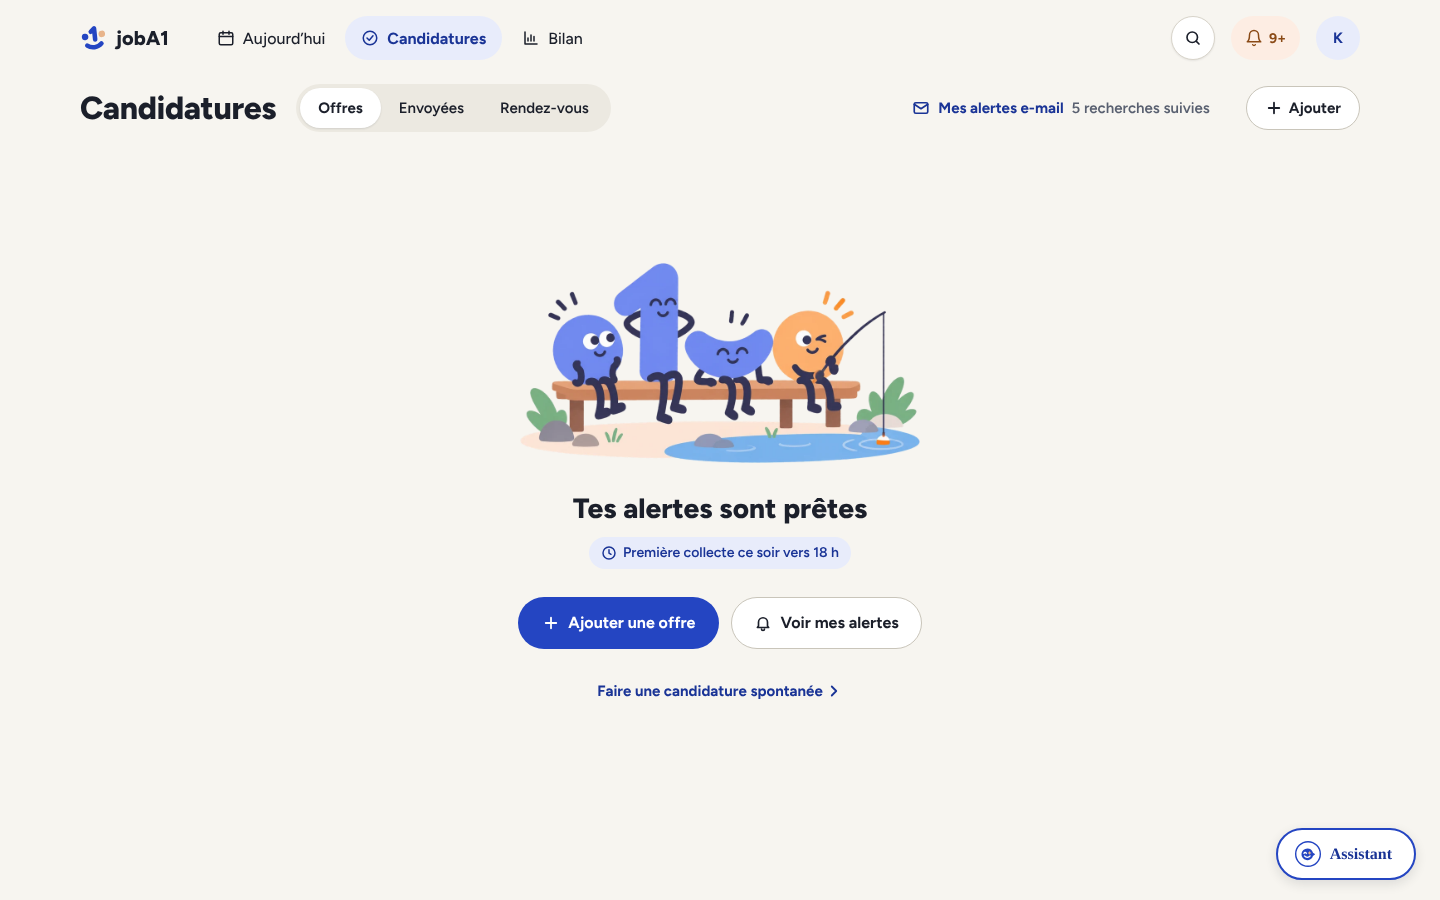 jobA1
Aujourd'hui
Candidatures
Bilan
9+
K
Candidatures
Offres
Envoyées
Rendez-vous
Mes alertes e-mail 5 recherches suivies
Ajouter
Tes alertes sont prêtes
Première collecte ce soir vers 18 h
Ajouter une offre
Voir mes alertes
Faire une candidature spontanée
Assistant